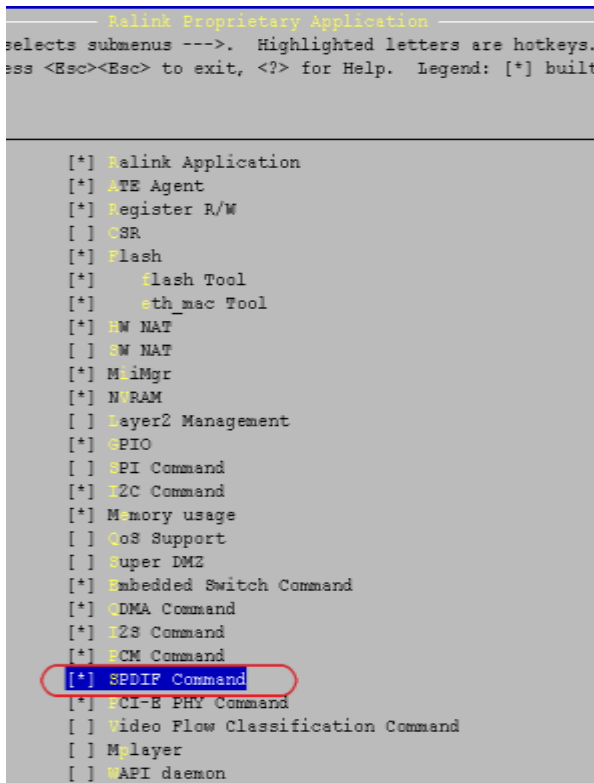 Ralink Proprietary Application
selects submenus --->. Highlighted letters are hotkeys.
ess <Esc><Esc> to exit, <?> for Help. Legend: [*] built
[*] Ralink Application
[*] ATE Agent
[*] Register R/W
[ ] CSR
[*] Flash
[*] flash Tool
[*] eth_mac Tool
[*] HW NAT
[ ] SW NAT
[*] MiiMgr
[*] NVRAM
[ ] Layer2 Management
[*] GPIO
[ ] SPI Command
[*] I2C Command
[*] Memory usage
[ ] QoS Support
[ ] Super DMZ
[*] Embedded Switch Command
[*] QDMA Command
[*] I2S Command
[*] PCM Command
[*] SPDIF Command
[*] PCI-E PHY Command
[ ] Video Flow Classification Command
[ ] Mplayer
[ ] WAPI daemon